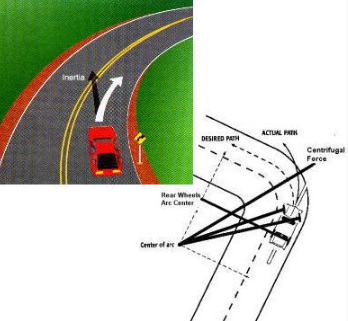 Inertia
DESIRED PATH
ACTUAL PATH
Centrifugal
Force
Rear Wheels
Arc Center
Center of arc